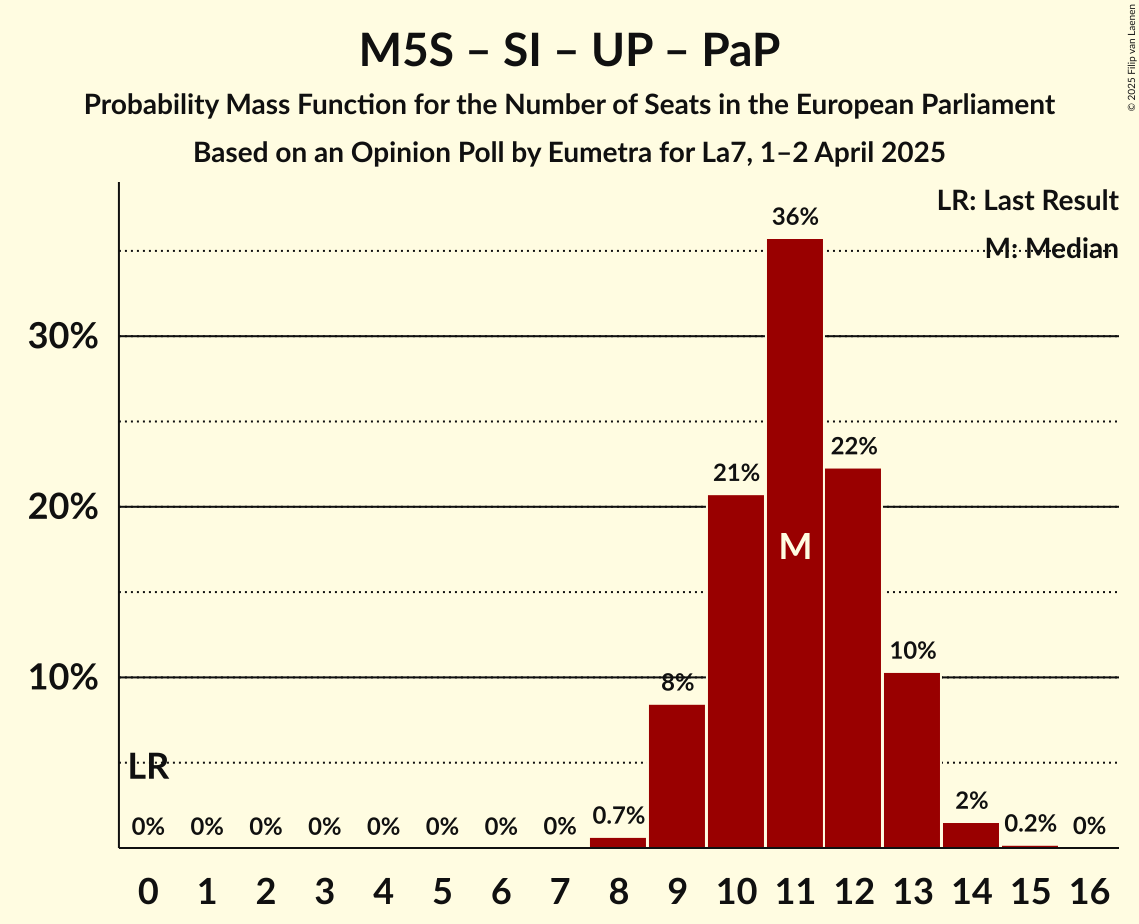 M5S – SI – UP – PaP
Probability Mass Function for the Number of Seats in the European Parliament
Based on an Opinion Poll by Eumetra for La7, 1–2 April 2025
© 2025 Filip van Laenen
LR: Last Result
M: Median
30%
20%
10%
LR
M
0% 0% 0% 0% 0% 0% 0% 0% 0.7% 8% 21% 36% 22% 10% 2% 0.2% 0%
0 1 2 3 4 5 6 7 8 9 10 11 12 13 14 15 16